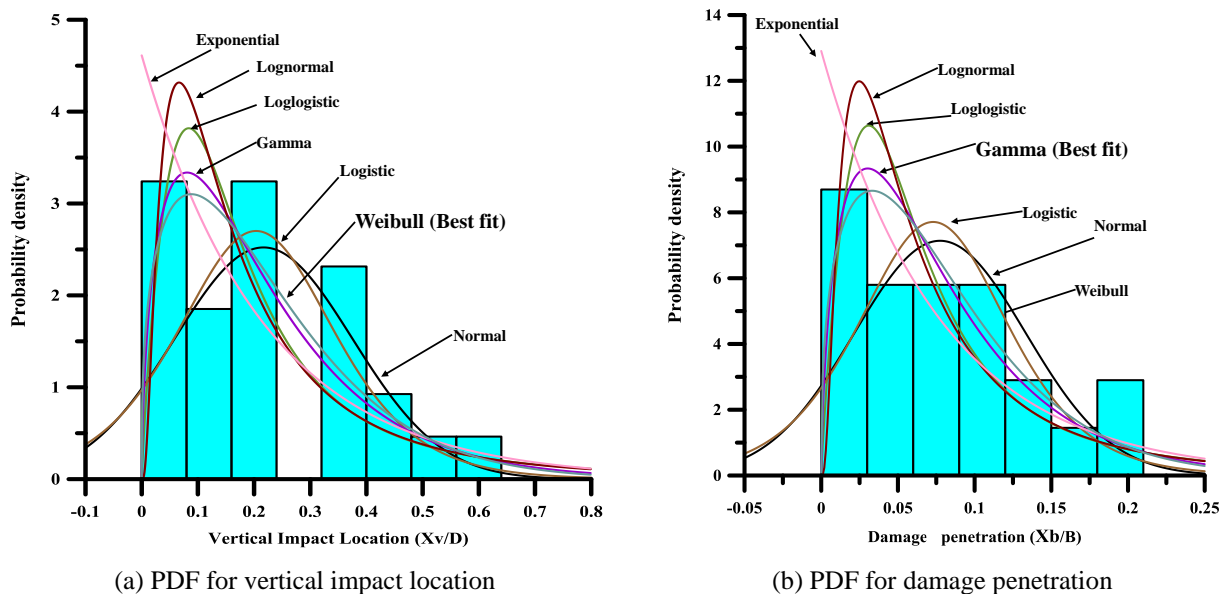 5
4
3
2
1
0
-0.1
0
0.1
0.2
0.3
0.4
0.5
0.6
0.7
0.8
Probability density
Vertical Impact Location (Xv/D)
Exponential
Lognormal
Loglogistic
Gamma
Logistic
Weibull (Best fit)
Normal
(a) PDF for vertical impact location
14
12
10
8
6
4
2
0
-0.05
0
0.05
0.1
0.15
0.2
0.25
Probability density
Damage penetration (Xb/B)
Exponential
Lognormal
Loglogistic
Gamma (Best fit)
Logistic
Normal
Weibull
(b) PDF for damage penetration